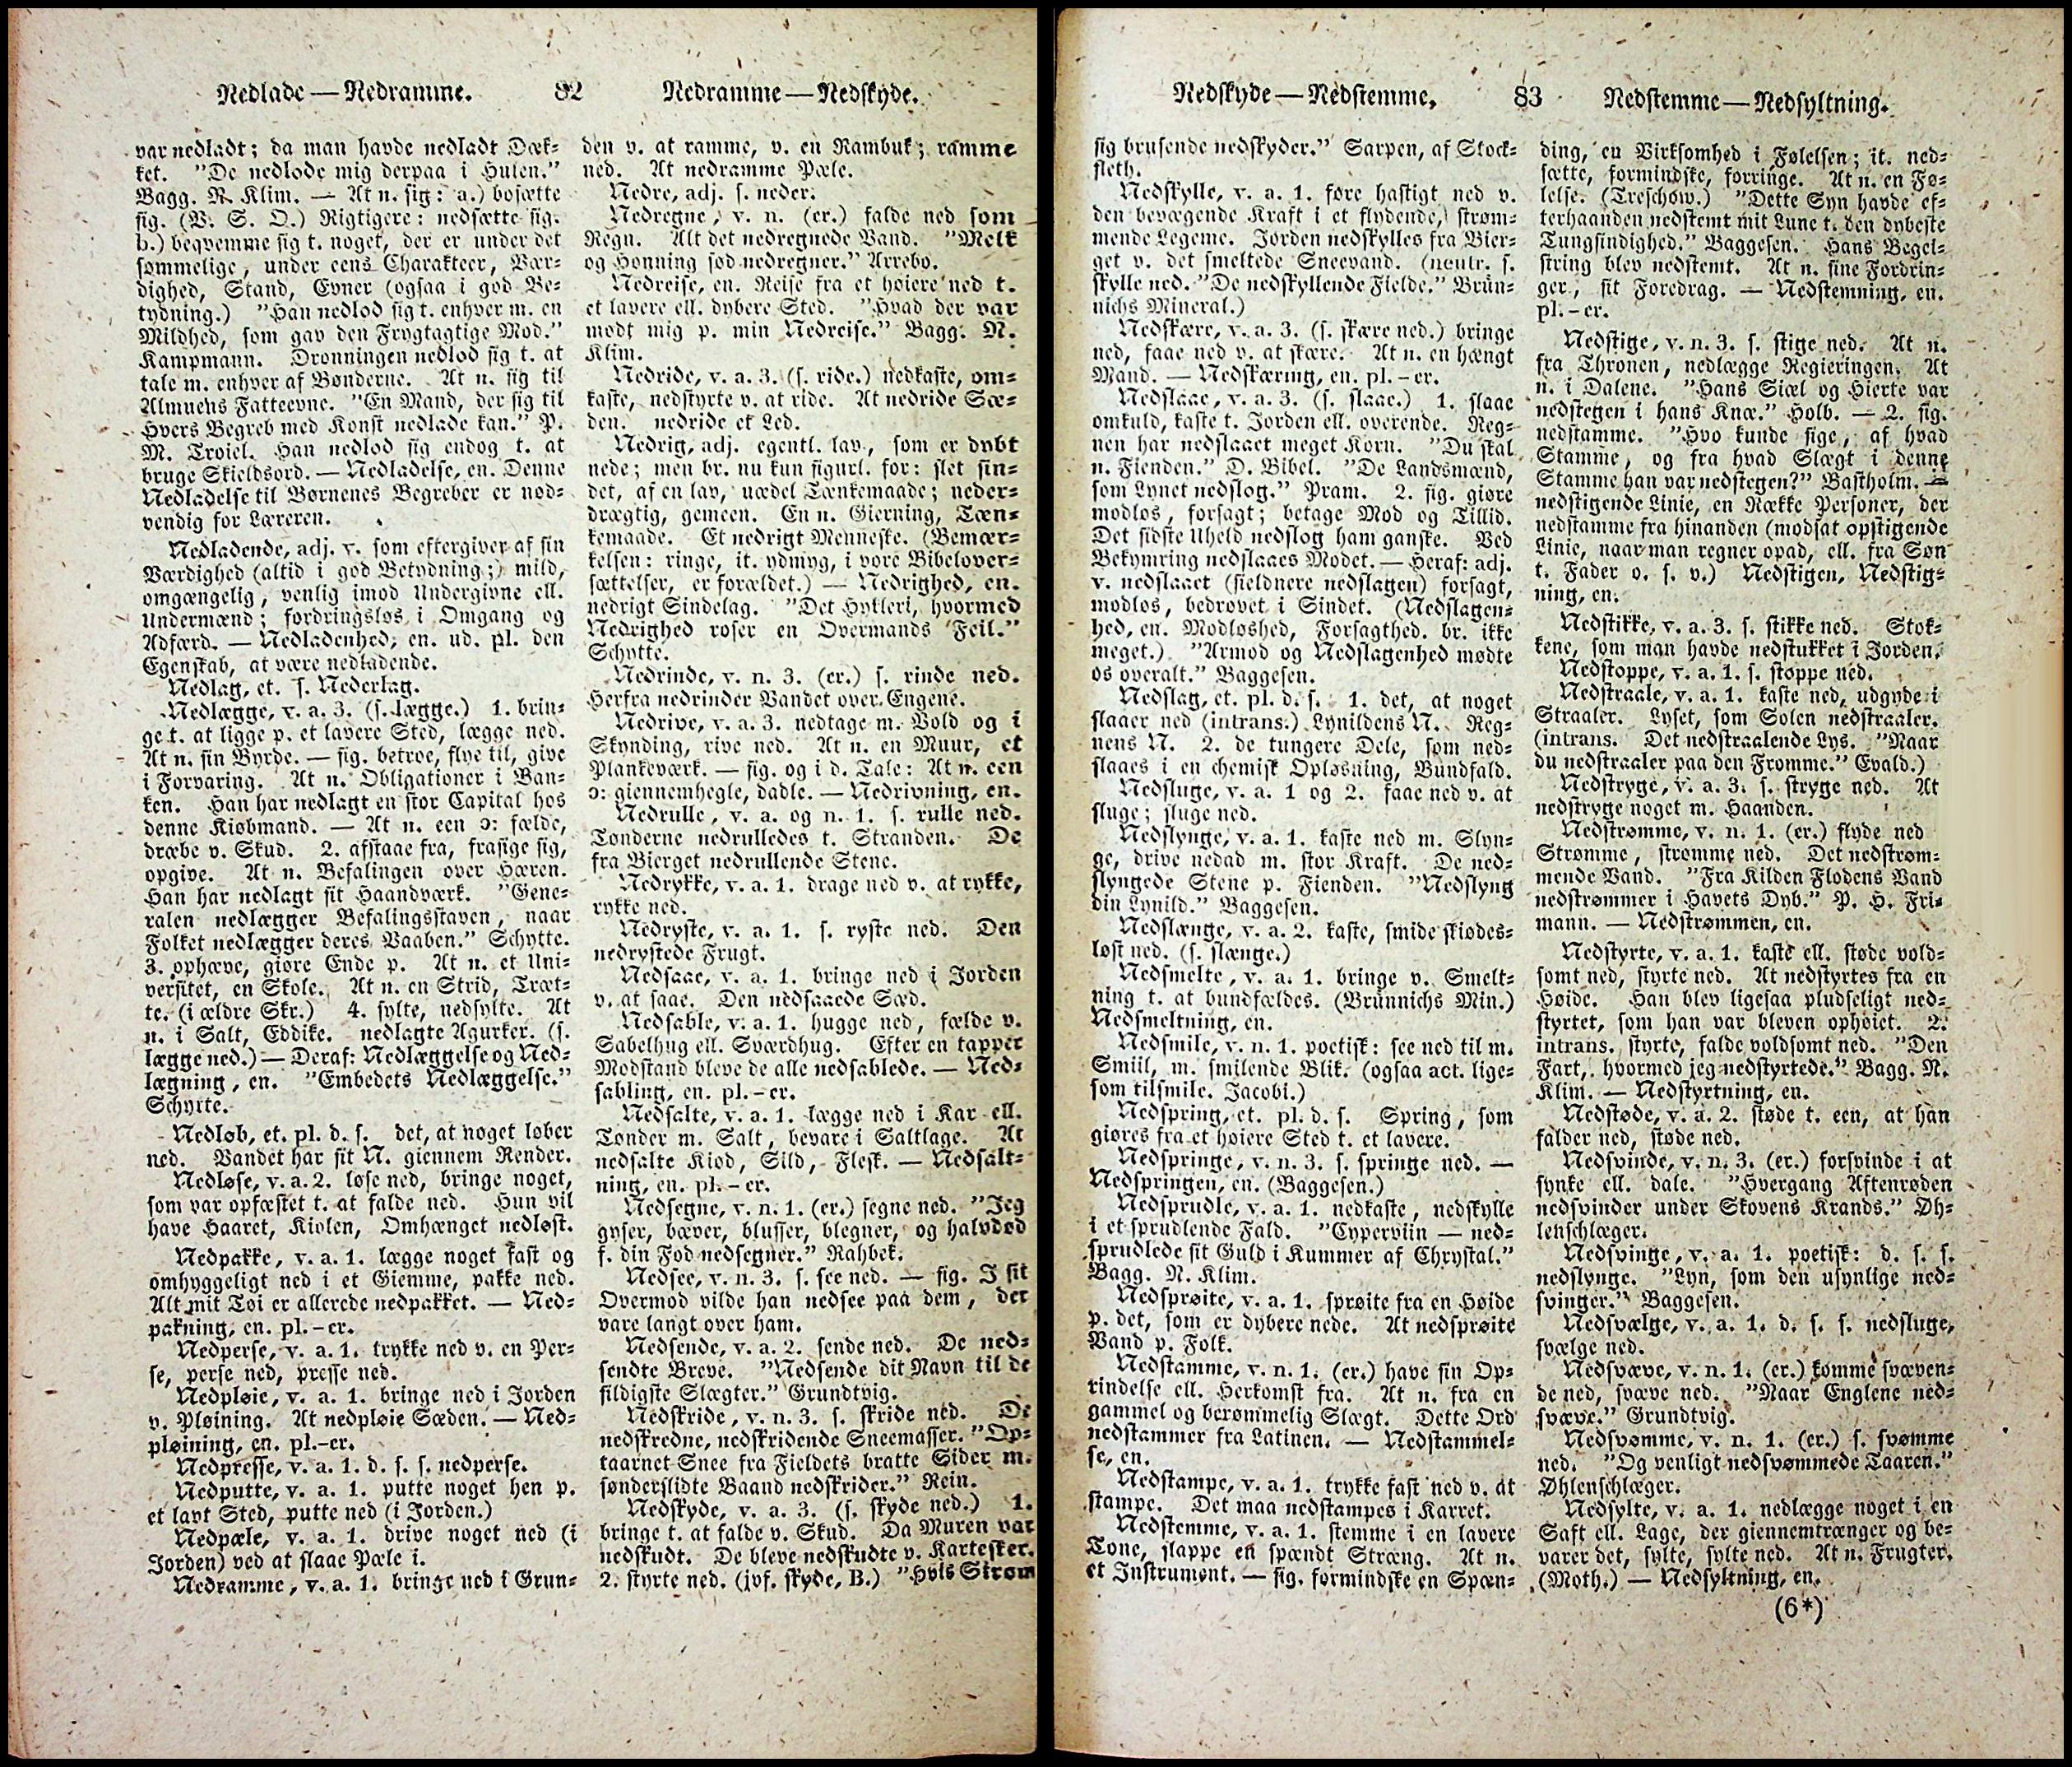 Nedlade — Nedramme. 82 Nedramme — Nedskyde.
var nedladt; da man havde nedladt Dæk-
ket. "De nedlode mig derpaa i Hulen."
Bagg. N. Klim. — At n. sig: a.) bosætte
sig. (V. S. O.) Rigtigere: nedsætte sig.
b.) beqvemme sig t. noget, der er under det
sømmelige, under eens Charakteer, Vær-
dighed, Stand, Evner (ogsaa i god Be-
tydning.) "Han nedlod sig t. enhver m. en
Mildhed, som gav den Frygtagtige Mod."
Kampmann. Dronningen nedlod sig t. at
tale m. enhver af Bønderne. At n. sig til
Almuens Fatteevne. "En Mand, der sig til
Hvers Begreb med Konst nedlade kan." P.
M. Troiel. Han nedlod sig endog t. at
bruge Skieldsord. — Nedladelse, en. Denne
Nedladelse til Børnenes Begreber er nød-
vendig for Læreren.
Nedladende, adj. v. som eftergiver af sin
Værdighed (altid i god Betydning;) mild,
omgængelig, venlig imod Undergivne ell.
Undermænd; fordringsløs i Omgang og
Adfærd. — Nedladenhed, en. ud. pl. den
Egenskab, at være nedladende.
Nedlag, et. s. Nederlag.
Nedlægge, v. a. 3. (s. lægge.) 1. brin-
ge t. at ligge p. et lavere Sted, lægge ned.
At n. sin Byrde. — fig. betroe, flye til, give
i Forvaring. At n. Obligationer i Ban-
ken. Han har nedlagt en stor Capital hos
denne Kiøbmand. — At n. een ɔ: fælde,
dræbe v. Skud. 2. afstaae fra, frasige sig,
opgive. At n. Befalingen over Hæren.
Han har nedlagt sit Haandværk. "Gene-
ralen nedlægger Befalingsstaven, naar
Folket nedlægger deres Vaaben." Schytte.
3. ophæve, giøre Ende p. At n. et Uni-
versitet, en Skole. At n. en Strid, Træt-
te. (i ældre Skr.) 4. sylte, nedsylte. At
n. i Salt, Eddike. nedlagte Agurker. (s.
lægge ned.) — Deraf: Nedlæggelse og Ned-
lægning, en. "Embedets Nedlæggelse."
Schytte.
Nedløb, et. pl. d. s. det, at noget løber
ned. Vandet har sit N. giennem Render.
Nedløse, v. a. 2. løse ned, bringe noget,
som var opfæstet t. at falde ned. Hun vil
have Haaret, Kiolen, Omhænget nedløst.
Nedpakke, v. a. 1. lægge noget fast og
omhyggeligt ned i et Giemme, pakke ned.
Alt mit Tøi er allerede nedpakket. — Ned-
pakning, en. pl.-er.
Nedperse, v. a. 1. trykke ned v. en Per-
se, perse ned, presse ned.
Nedpløie, v. a. 1. bringe ned i Jorden
v. Pløining. At nedpløie Sæden. — Ned-
pløining, en. pl.-er.
Nedpresse, v. a. 1. d. s. s. nedperse.
Nedputte, v. a. 1. putte noget hen p.
et lavt Sted, putte ned (i Jorden.)
Nedpæle, v. a. 1. drive noget ned (i
Jorden) ved at slaae Pæle i.
Nedramme, v. a. 1. bringe ned i Grun-
den v. at ramme, v. en Rambuk; ramme
ned. At nedramme Pæle.
Nedre, adj. s. neder.
Nedregne, v. n. (er.) falde ned som
Regn. Alt det nedregnede Vand. "Melk
og Honning sød nedregner." Arrebo.
Nedreise, en. Reise fra et høiere ned t.
et lavere ell. dybere Sted. "Hvad der var
mødt mig p. min Nedreise." Bagg. N.
Klim.
Nedride, v. a. 3. (s. ride.) nedkaste, om-
kaste, nedstyrte v. at ride. At nedride Sæ-
den. nedride et Led.
Nedrig, adj. egentl. lav, som er dybt
nede; men br. nu kun figurl. for: slet sin-
det, af en lav, uædel Tænkemaade; neder-
drægtig, gemeen. En n. Gierning, Tæn-
kemaade. Et nedrigt Menneske. (Bemær-
kelsen: ringe, it. ydmyg, i vore Bibelover-
sættelser, er forældet.) — Nedrighed, en.
nedrigt Sindelag. "Det Hykleri, hvormed
Nedrighed roser en Overmands Feil."
Schytte.
Nedrinde, v. n. 3. (er.) s. rinde ned.
Herfra nedrinder Vandet over Engene.
Nedrive, v. a. 3. nedtage m. Vold og i
Skynding, rive ned. At n. en Muur, et
Plankeværk. — fig. og i d. Tale: At n. een
ɔ: giennemhegle, dadle. — Nedrivning, en.
Nedrulle, v. a. og n. 1. s. rulle ned.
Tønderne nedrulledes t. Stranden. De
fra Bierget nedrullende Stene.
Nedrykke, v. a. 1. drage ned v. at rykke,
rykke ned.
Nedryste, v. a. 1. s. ryste ned. Den
nedrystede Frugt.
Nedsaae, v. a. 1. bringe ned i Jorden
v. at saae. Den nedsaaede Sæd.
Nedsable, v. a. 1. hugge ned, fælde v.
Sabelhug ell. Sværdhug. Efter en tapper
Modstand bleve de alle nedsablede. — Ned-
sabling, en. pl.-er.
Nedsalte, v. a. 1. lægge ned i Kar ell.
Tønder m. Salt, bevare i Saltlage. At
nedsalte Kiød, Sild, Flesk. — Nedsalt-
ning, en. pl.-er.
Nedsegne, v. n. 1. (er.) segne ned. "Jeg
gyser, bæver, blusser, blegner, og halvdød
f. din Fod nedsegner." Rahbek.
Nedsee, v. n. 3. s. see ned. — fig. I sit
Overmod vilde han nedsee paa dem, der
vare langt over ham.
Nedsende, v. a. 2. sende ned. De ned-
sendte Breve. "Nedsende dit Navn til de
sildigste Slægter." Grundtvig.
Nedskride, v. n. 3. s. skride ned. De
nedskredne, nedskridende Sneemasser. "Op-
taarnet Snee fra Fieldets bratte Sider m.
sønderslidte Baand nedskrider." Rein.
Nedskyde, v. a. 3. (s. skyde ned.) 1.
bringe t. at falde v. Skud. Da Muren var
nedskudt. De bleve nedskudte v. Kartesker.
2. styrte ned. (jvf. skyde, B.) "Hvis Strøm
Nedskyde — Nedstemme. 83 Nedstemme — Nedsyltning.
sig brusende nedskyder." Sarpen, af Stock-
fleth.
Nedskylle, v. a. 1. føre hastigt ned v.
den bevægende Kraft i et flydende, strøm-
mende Legeme. Jorden nedskylles fra Bier-
get v. det smeltede Sneevand. (neutr. s.
skylle ned. "De nedskyllende Fielde." Brün-
nichs Mineral.)
Nedskære, v. a. 3. (s. skære ned.) bringe
ned, faae ned v. at skære. At n. en hængt
Mand. — Nedskæring, en. pl.-er.
Nedslaae, v. a. 3. (s. slaae.) 1. slaae
omkuld, kaste t. Jorden ell. overende. Reg-
nen har nedslaaet meget Korn. "Du skal
n. Fienden." D. Bibel. "De Landsmænd,
som Lynet nedslog." Pram. 2. fig. giøre
modløs, forsagt; betage Mod og Tillid.
Det sidste Uheld nedslog ham ganske. Ved
Bekymring nedslaaes Modet. — Heraf: adj.
v. nedslaaet (sieldnere nedslagen) forsagt,
modløs, bedrøvet i Sindet. (Nedslagen-
hed, en. Modløshed, Forsagthed. br. ikke
meget.) "Armod og Nedslagenhed mødte
os overalt." Baggesen.
Nedslag, et. pl. d. s. 1. det, at noget
slaaer ned (intrans.) Lynildens N. Reg-
nens N. 2. de tungere Dele, som ned-
slaaes i en chemisk Opløsning, Bundfald.
Nedsluge, v. a. 1 og 2. faae ned v. at
sluge; sluge ned.
Nedslynge, v. a. 1. kaste ned m. Slyn-
ge, drive nedad m. stor Kraft. De ned-
slyngede Stene p. Fienden. "Nedslyng
din Lynild." Baggesen.
Nedslænge, v. a. 2. kaste, smide skiødes-
løst ned. (s. slænge.)
Nedsmelte, v. a. 1. bringe v. Smelt-
ning t. at bundfældes. (Brünnichs Min.)
Nedsmeltning, en.
Nedsmile, v. n. 1. poetisk: see ned til m.
Smiil, m. smilende Blik. (ogsaa act. lige-
som tilsmile. Jacobi.)
Nedspring, et. pl. d. s. Spring, som
giøres fra et høiere Sted t. et lavere.
Nedspringe, v. n. 3. s. springe ned. —
Nedspringen, en. (Baggesen.)
Nedsprudle, v. a. 1. nedkaste, nedskylle
i et sprudlende Fald. "Cyperviin — ned-
sprudlede sit Guld i Kummer af Chrystal."
Bagg. N. Klim.
Nedsprøite, v. a. 1. sprøite fra en Høide
p. det, som er dybere nede. At nedsprøite
Vand p. Folk.
Nedstamme, v. n. 1. (er.) have sin Op-
rindelse ell. Herkomst fra. At n. fra en
gammel og berømmelig Slægt. Dette Ord
nedstammer fra Latinen. — Nedstammel-
se, en.
Nedstampe, v. a. 1. trykke fast ned v. at
stampe. Det maa nedstampes i Karret.
Nedstemme, v. a. 1. stemme i en lavere
Tone, slappe en spændt Stræng. At n.
et Instrument. — fig. formindske en Spæn-
ding, en Virksomhed i Følelsen; it. ned-
sætte, formindske, forringe. At n. en Fø-
lelse. (Treschow.) "Dette Syn havde ef-
terhaanden nedstemt mit Lune t. den dybeste
Tungsindighed." Baggesen. Hans Begei-
string blev nedstemt. At n. sine Fordrin-
ger, sit Foredrag. — Nedstemning, en.
pl.-er.
Nedstige, v. n. 3. s. stige ned. At n.
fra Thronen, nedlægge Regieringen. At
n. i Dalene. "Hans Siæl og Hierte var
nedstegen i hans Knæ." Holb. — 2. fig.
nedstamme. "Hvo kunde sige, af hvad
Stamme, og fra hvad Slægt i denne
Stamme han var nedstegen?" Bastholm. —
nedstigende Linie, en Række Personer, der
nedstamme fra hinanden (modsat opstigende
Linie, naar man regner opad, ell. fra Søn
t. Fader o. s. v.) Nedstigen, Nedstig-
ning, en.
Nedstikke, v. a. 3. s. stikke ned. Stok-
kene, som man havde nedstukket i Jorden.
Nedstoppe, v. a. 1. s. stoppe ned.
Nedstraale, v. a. 1. kaste ned, udgyde i
Straaler. Lyset, som Solen nedstraaler.
(intrans. Det nedstraalende Lys. "Naar
du nedstraaler paa den Fromme." Evald.)
Nedstryge, v. a. 3. s. stryge ned. At
nedstryge noget m. Haanden.
Nedstrømme, v. n. 1. (er.) flyde ned
Strømme, strømme ned. Det nedstrøm-
mende Vand. "Fra Kilden Flodens Vand
nedstrømmer i Havets Dyb." P. H. Fri-
mann. — Nedstrømmen, en.
Nedstyrte, v. a. 1. kaste ell. støde vold-
somt ned, styrte ned. At nedstyrtes fra en
Høide. Han blev ligesaa pludseligt ned-
styrtet, som han var bleven ophøiet. 2.
intrans. styrte, falde voldsomt ned. "Den
Fart, hvormed jeg nedstyrtede." Bagg. N.
Klim. — Nedstyrtning, en.
Nedstøde, v. a. 2. støde t. een, at han
falder ned, støde ned.
Nedsvinde, v. n. 3. (er.) forsvinde i at
synke ell. dale. "Hvergang Aftenrøden
nedsvinder under Skovens Krands." Øh-
lenschlæger.
Nedsvinge, v. a. 1. poetisk: d. s. s.
nedslynge. "Lyn, som den usynlige ned-
svinger." Baggesen.
Nedsvælge, v. a. 1. d. s. s. nedsluge,
svælge ned.
Nedsvæve, v. n. 1. (er.) komme svæven-
de ned, svæve ned. "Naar Englene ned-
svæve." Grundtvig.
Nedsvømme, v. n. 1. (er.) s. svømme
ned. "Og venligt nedsvømmede Taaren."
Øhlenschlæger.
Nedsylte, v. a. 1. nedlægge noget i en
Saft ell. Lage, der giennemtrænger og be-
varer det, sylte, sylte ned. At n. Frugter.
(Moth.) — Nedsyltning, en.
(6*)